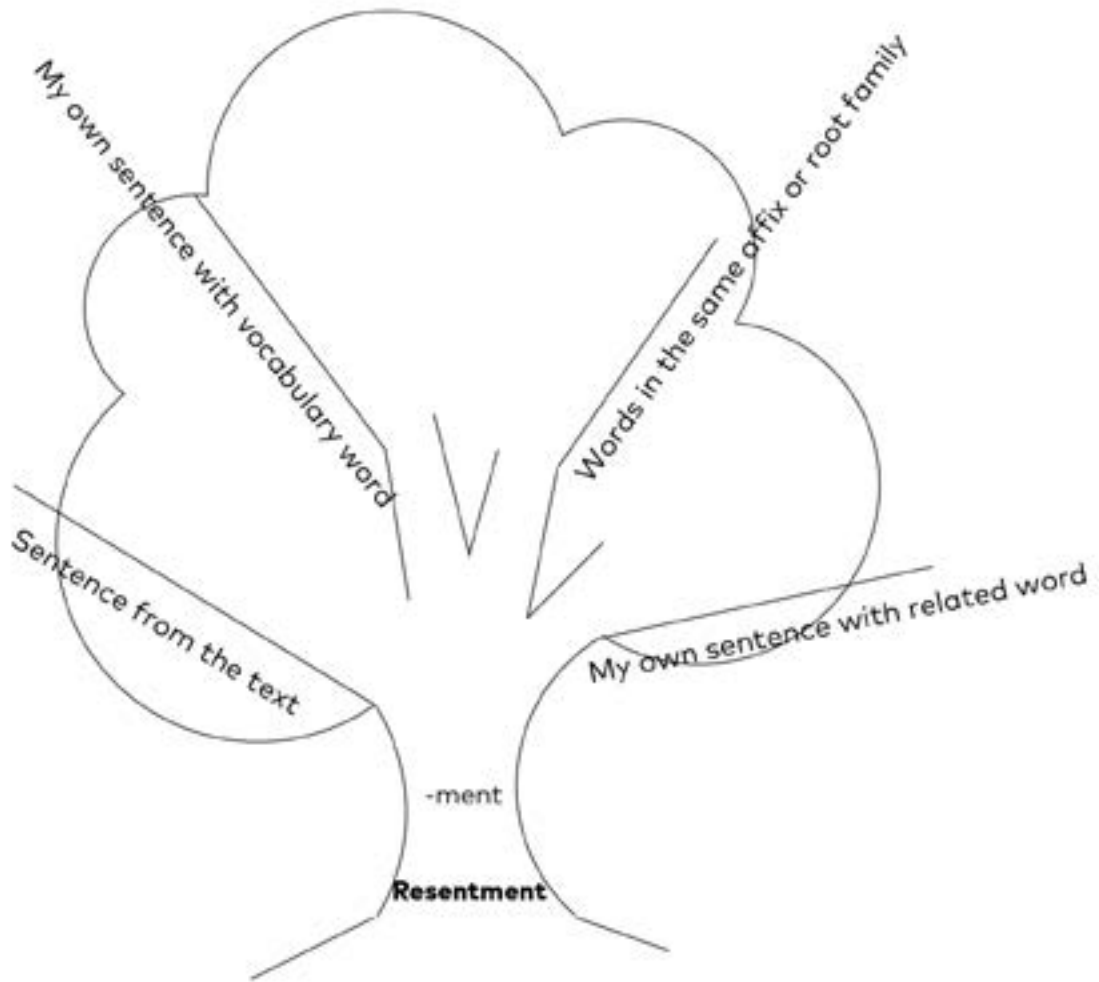 My own sentence with vocabulary word
Words in the same affix or root family
Sentence from the text
My own sentence with related word
-ment
Resentment